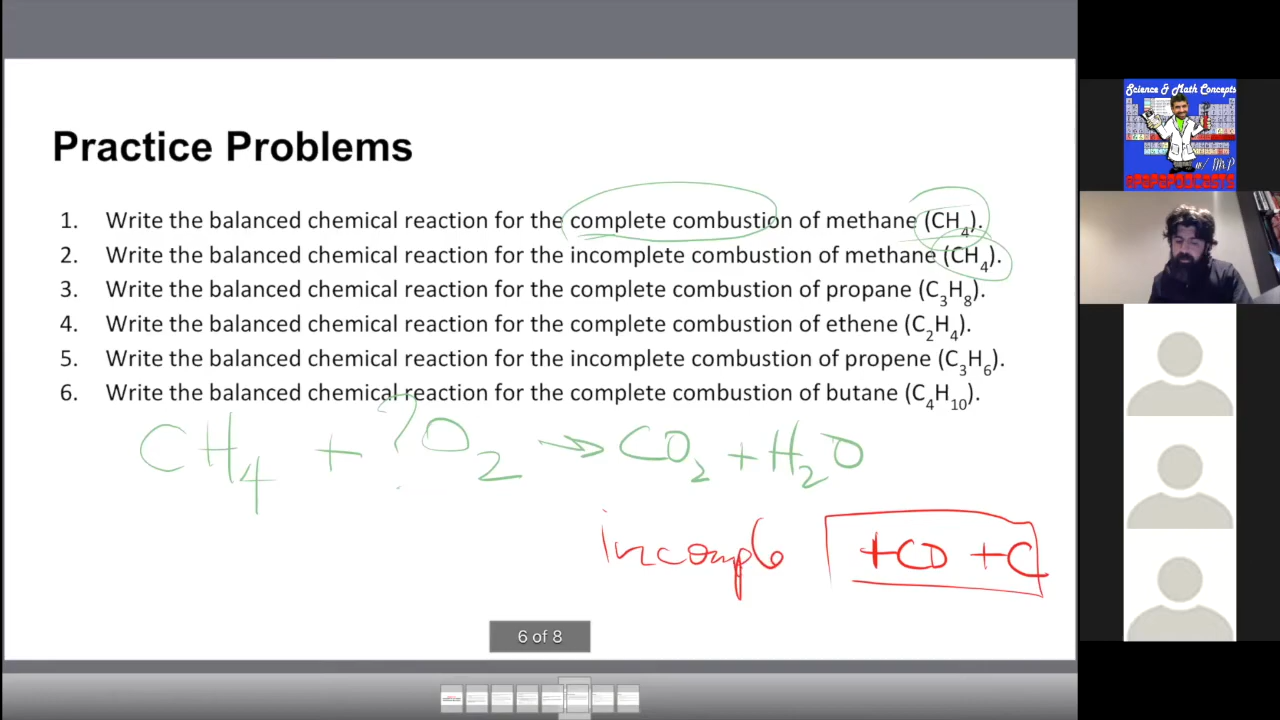 Practice Problems
1. Write the balanced chemical reaction for the complete combustion of methane (CH₄).
2. Write the balanced chemical reaction for the incomplete combustion of methane (CH₄).
3. Write the balanced chemical reaction for the complete combustion of propane (C₃H₈).
4. Write the balanced chemical reaction for the complete combustion of ethene (C₂H₄).
5. Write the balanced chemical reaction for the incomplete combustion of propene (C₃H₆).
6. Write the balanced chemical reaction for the complete combustion of butane (C₄H₁₀).
CH₄ + ?O₂ → CO₂ + H₂O
incomple +CO +C
6 of 8
Science & Math Concepts
w/ Mr.P